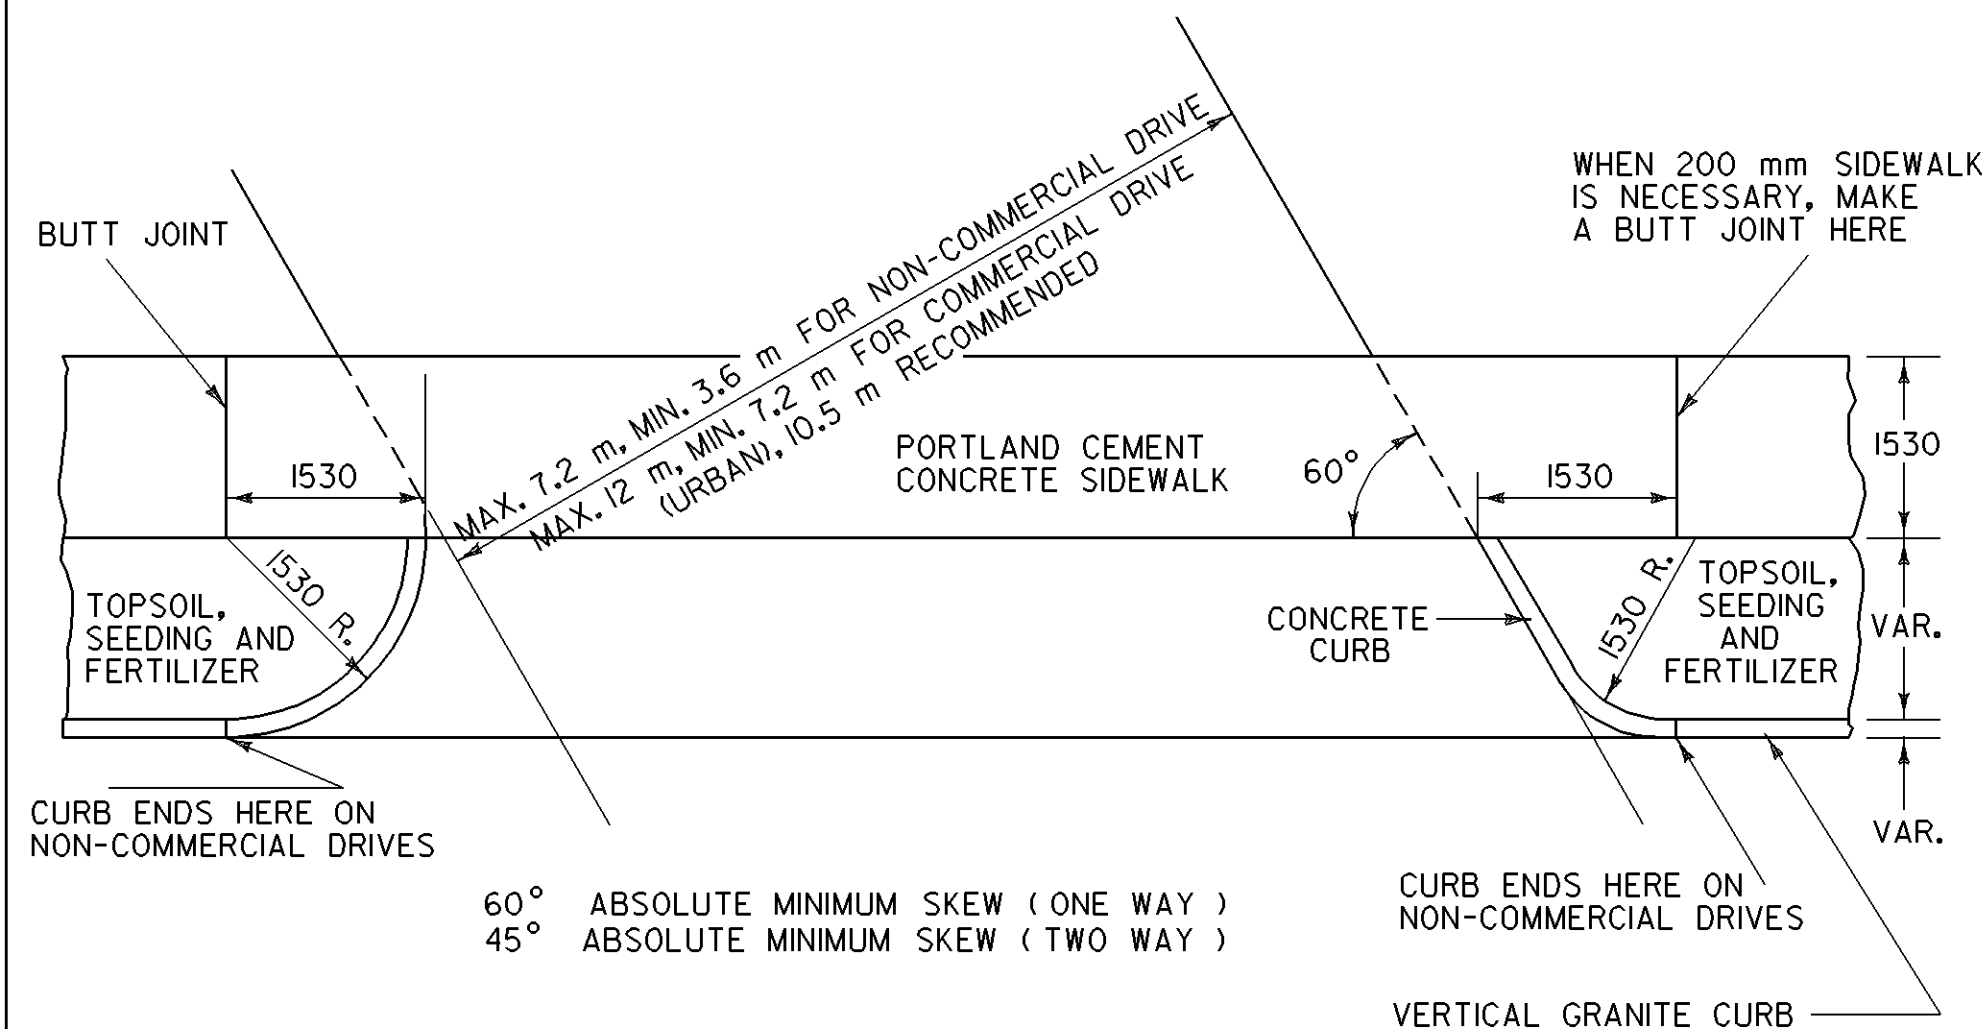 MAX. 7.2 m, MIN. 3.6 m FOR NON-COMMERCIAL DRIVE
MAX. 12 m, MIN. 7.2 m FOR COMMERCIAL DRIVE
(URBAN), 10.5 m RECOMMENDED
BUTT JOINT
WHEN 200 mm SIDEWALK
IS NECESSARY, MAKE
A BUTT JOINT HERE
1530
PORTLAND CEMENT
CONCRETE SIDEWALK
60°
1530
1530
1530 R.
TOPSOIL,
SEEDING AND
FERTILIZER
CONCRETE
CURB
1530 R.
TOPSOIL,
SEEDING
AND
FERTILIZER
VAR.
VAR.
CURB ENDS HERE ON
NON-COMMERCIAL DRIVES
60° ABSOLUTE MINIMUM SKEW ( ONE WAY )
45° ABSOLUTE MINIMUM SKEW ( TWO WAY )
CURB ENDS HERE ON
NON-COMMERCIAL DRIVES
VERTICAL GRANITE CURB